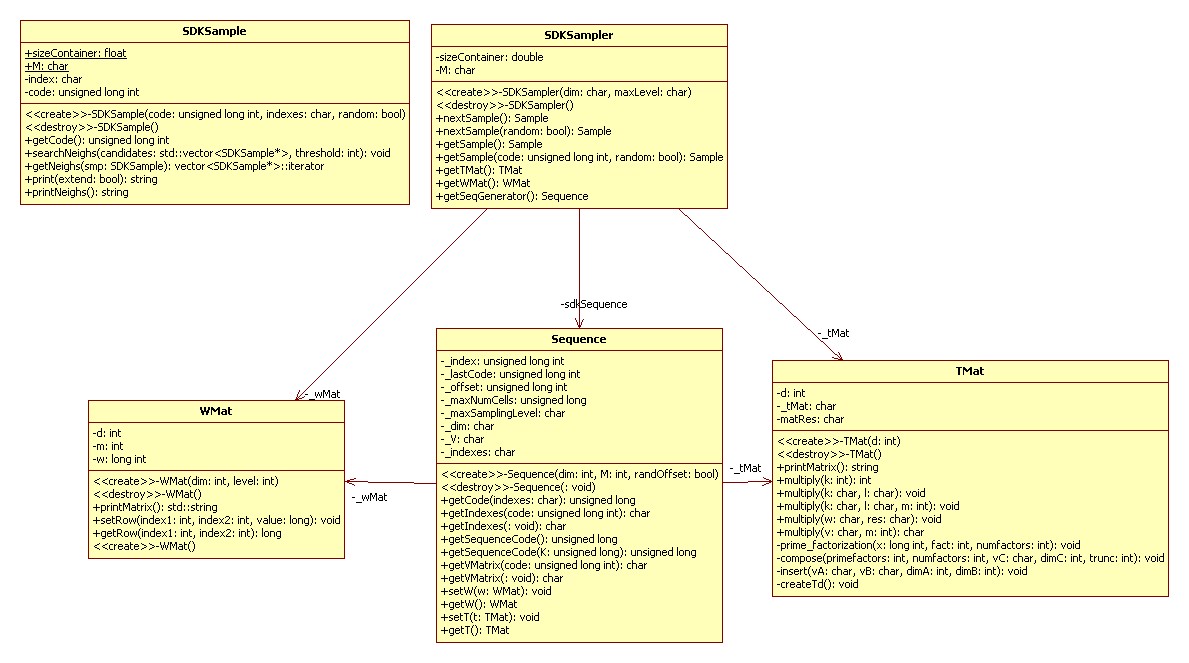 SDKSample
+sizeContainer: float
+M: char
-index: char
-code: unsigned long int
<<create>>-SDKSample(code: unsigned long int, indexes: char, random: bool)
<<destroy>>-SDKSample()
+getCode(): unsigned long int
+searchNeighs(candidates: std::vector<SDKSample*>, threshold: int): void
+getNeighs(smp: SDKSample): vector<SDKSample*>::iterator
+print(extend: bool): string
+printNeighs(): string
SDKSampler
-sizeContainer: double
-M: char
<<create>>-SDKSampler(dim: char, maxLevel: char)
<<destroy>>-SDKSampler()
+nextSample(): Sample
+nextSample(random: bool): Sample
+getSample(): Sample
+getSample(code: unsigned long int, random: bool): Sample
+getTMat(): TMat
+getWMat(): WMat
+getSeqGenerator(): Sequence
-sdkSequence
-_tMat
-_wMat
WMat
-d: int
-m: int
-w: long int
<<create>>-WMat(dim: int, level: int)
<<destroy>>-WMat()
+printMatrix(): std::string
+setRow(index1: int, index2: int, value: long): void
+getRow(index1: int, index2: int): long
<<create>>-WMat()
-_wMat
Sequence
-_index: unsigned long int
-_lastCode: unsigned long int
-_offset: unsigned long int
-_maxNumCells: unsigned long
-_maxSamplingLevel: char
-_dim: char
-_V: char
-_indexes: char
<<create>>-Sequence(dim: int, M: int, randOffset: bool)
<<destroy>>-Sequence(: void)
+getCode(indexes: char): unsigned long
+getIndexes(code: unsigned long int): char
+getIndexes(: void): char
+getSequenceCode(): unsigned long
+getSequenceCode(K: unsigned long): unsigned long
+getVMatrix(code: unsigned long int): char
+getVMatrix(: void): char
+setW(w: WMat): void
+getW(): WMat
+setT(t: TMat): void
+getT(): TMat
-_tMat
TMat
-d: int
-_tMat: char
-matRes: char
<<create>>-TMat(d: int)
<<destroy>>-TMat()
+printMatrix(): string
+multiply(k: int): int
+multiply(k: char, l: char): void
+multiply(k: char, l: char, m: int): void
+multiply(w: char, res: char): void
+multiply(v: char, m: int): char
-prime_factorization(x: long int, fact: int, numfactors: int): void
-compose(primefactors: int, numfactors: int, vC: char, dimC: int, trunc: int): void
-insert(vA: char, vB: char, dimA: int, dimB: int): void
-createTd(): void